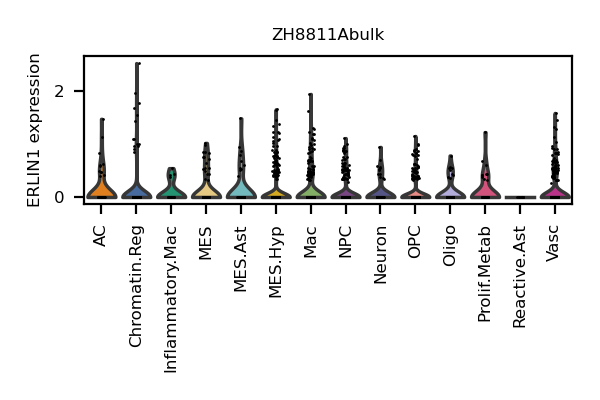 ZH8811Abulk
ERLIN1 expression
2
0
AC
Chromatin.Reg
Inflammatory.Mac
MES
MES.Ast
MES.Hyp
Mac
NPC
Neuron
OPC
Oligo
Prolif.Metab
Reactive.Ast
Vasc